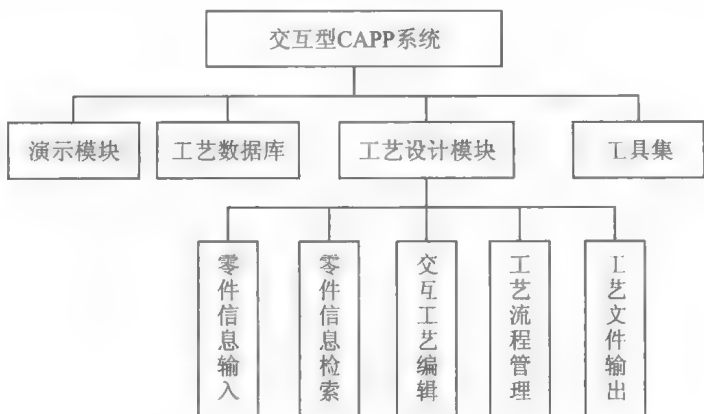 交互型CAPP系统
演示模块
工艺数据库
工艺设计模块
工具集
零件信息输入
零件信息检索
交互工艺编辑
工艺流程管理
工艺文件输出